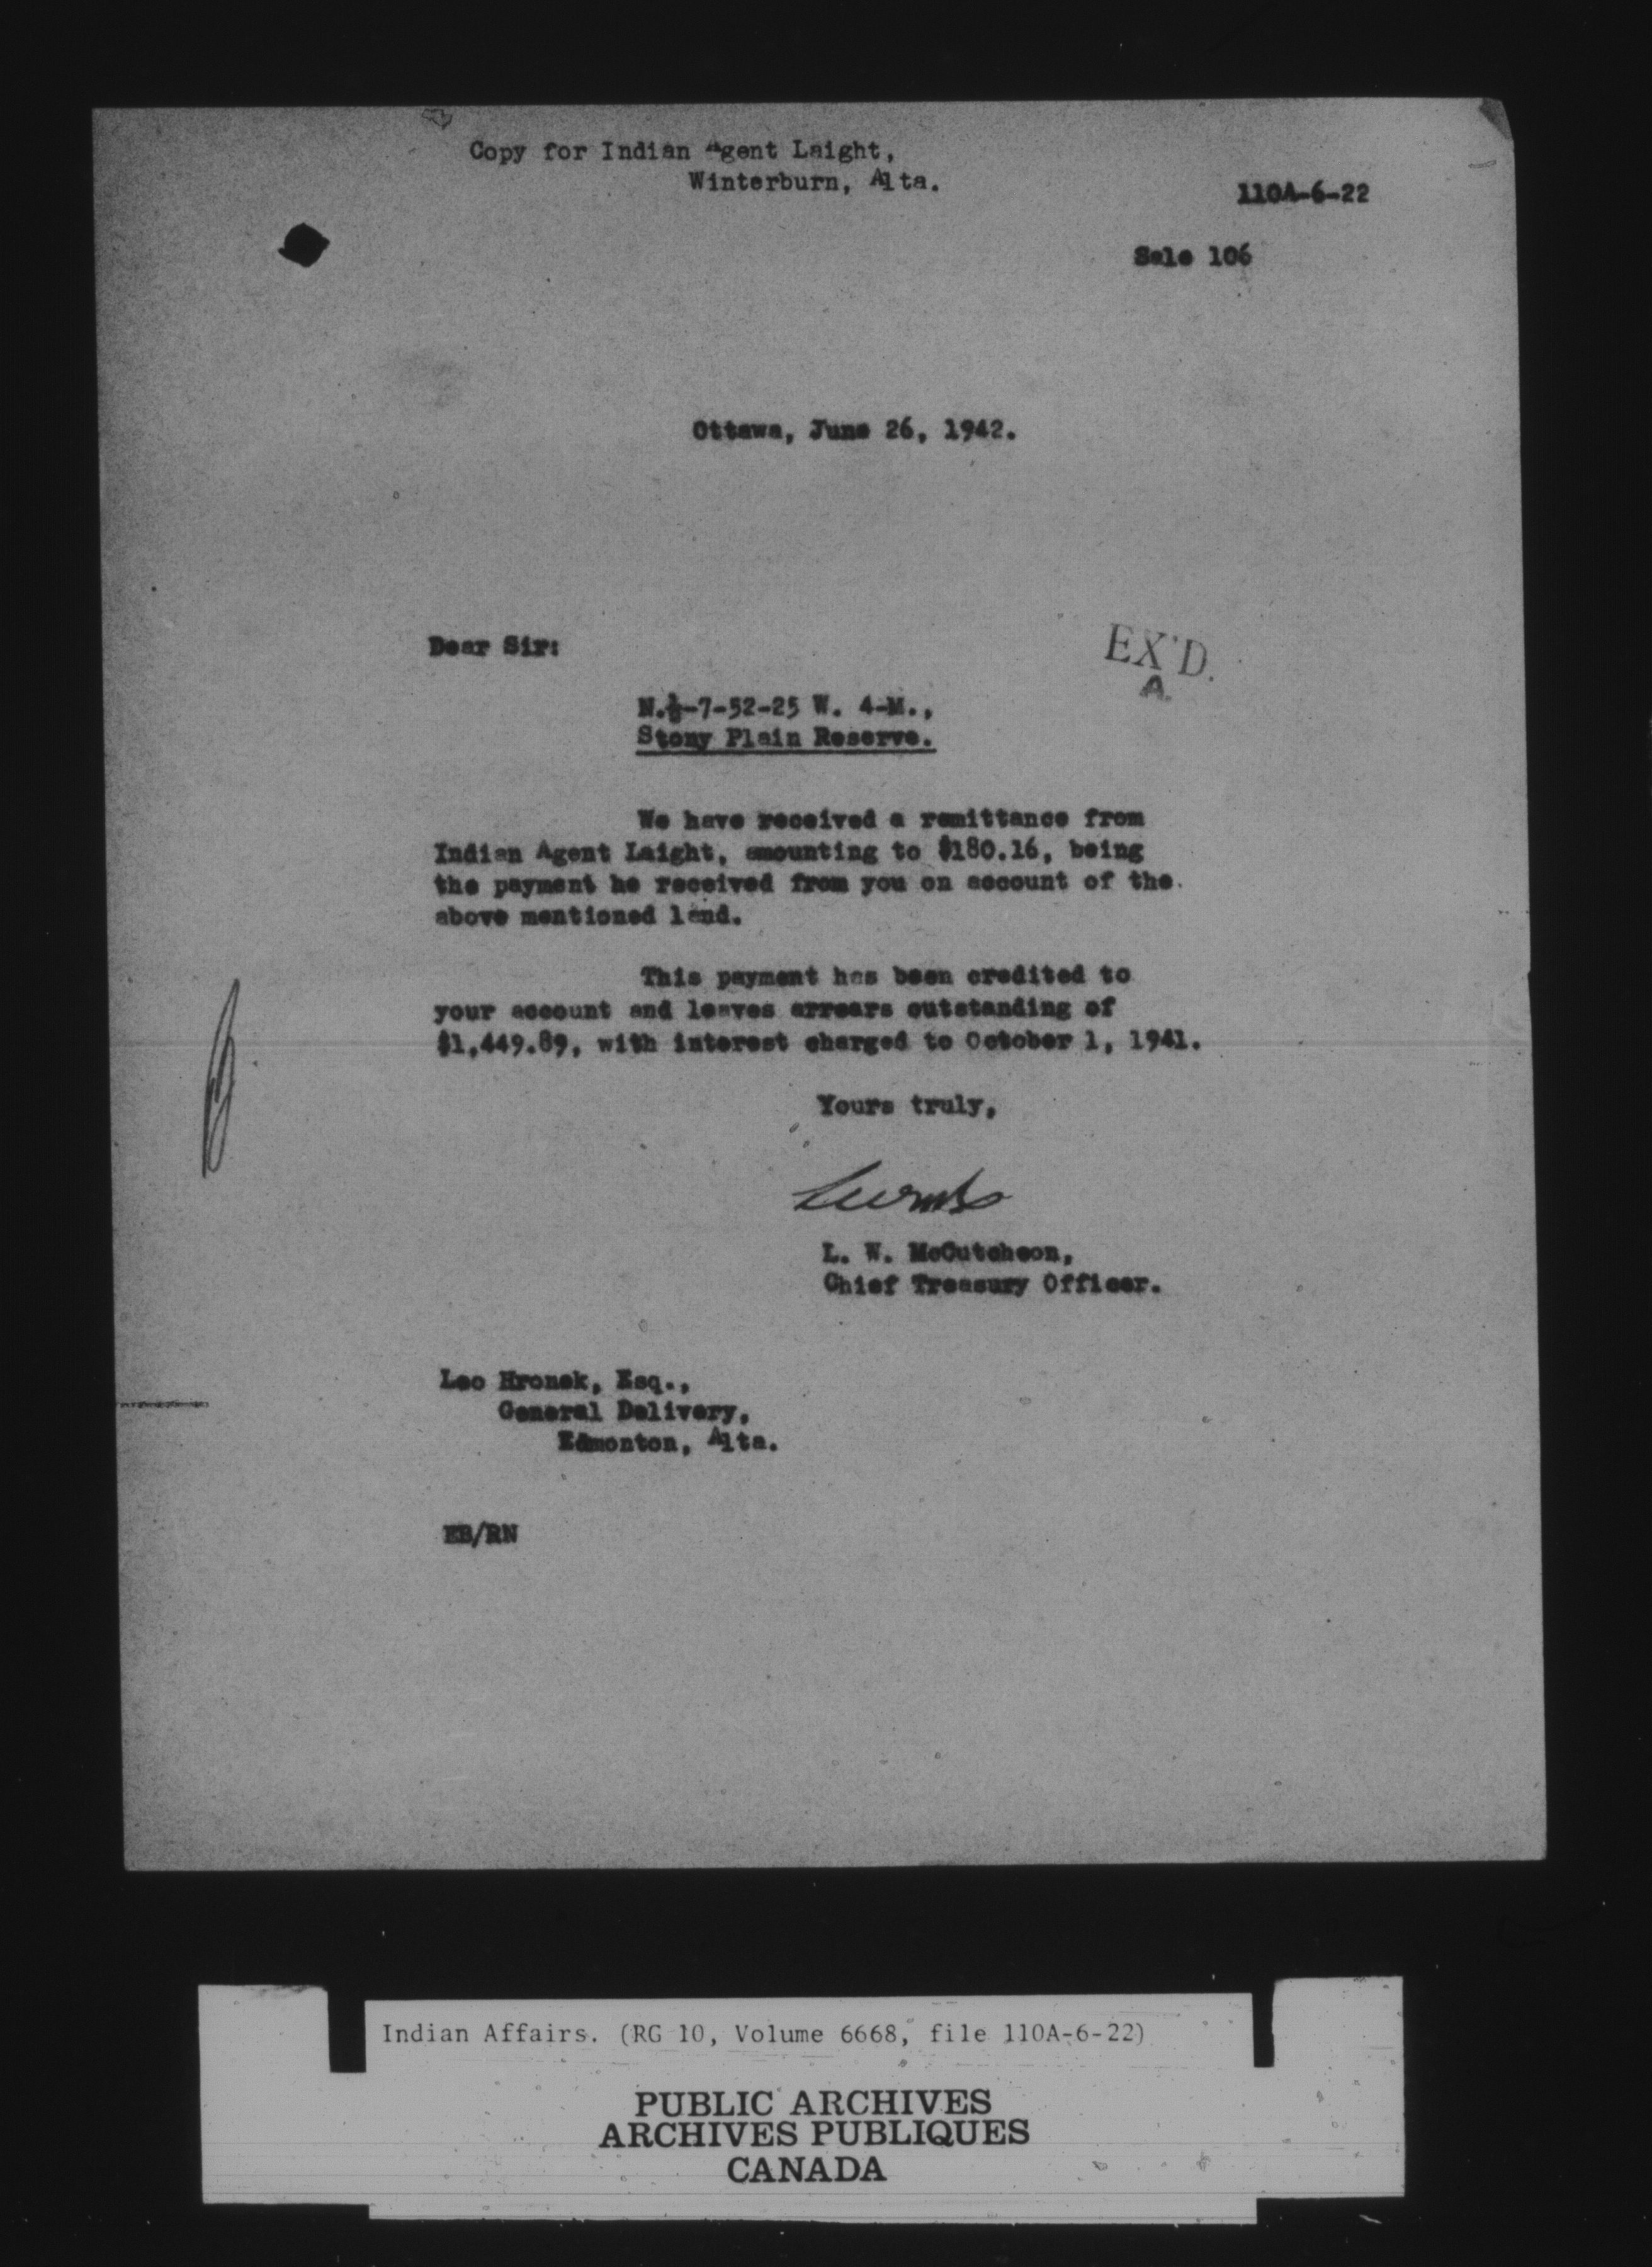 Copy for Indian Agent Laight,
Winterburn, Alta.
110A-6-22
Sale 106
Ottawa, June 26, 1942.
Dear Sir:
EX'D.
A.
N.½-7-52-25 W. 4-M.,
Stony Plain Reserve.
We have received a remittance from
Indian Agent Laight, amounting to $180.16, being
the payment he received from you on account of the
above mentioned land.
This payment has been credited to
your account and leaves arrears outstanding of
$1,449.89, with interest charged to October 1, 1941.
Yours truly,
L. W. McCutcheon,
Chief Treasury Officer.
Leo Hronek, Esq.,
General Delivery,
Edmonton, Alta.
EB/RN
Indian Affairs. (RG 10, Volume 6668, file 110A-6-22)
PUBLIC ARCHIVES
ARCHIVES PUBLIQUES
CANADA